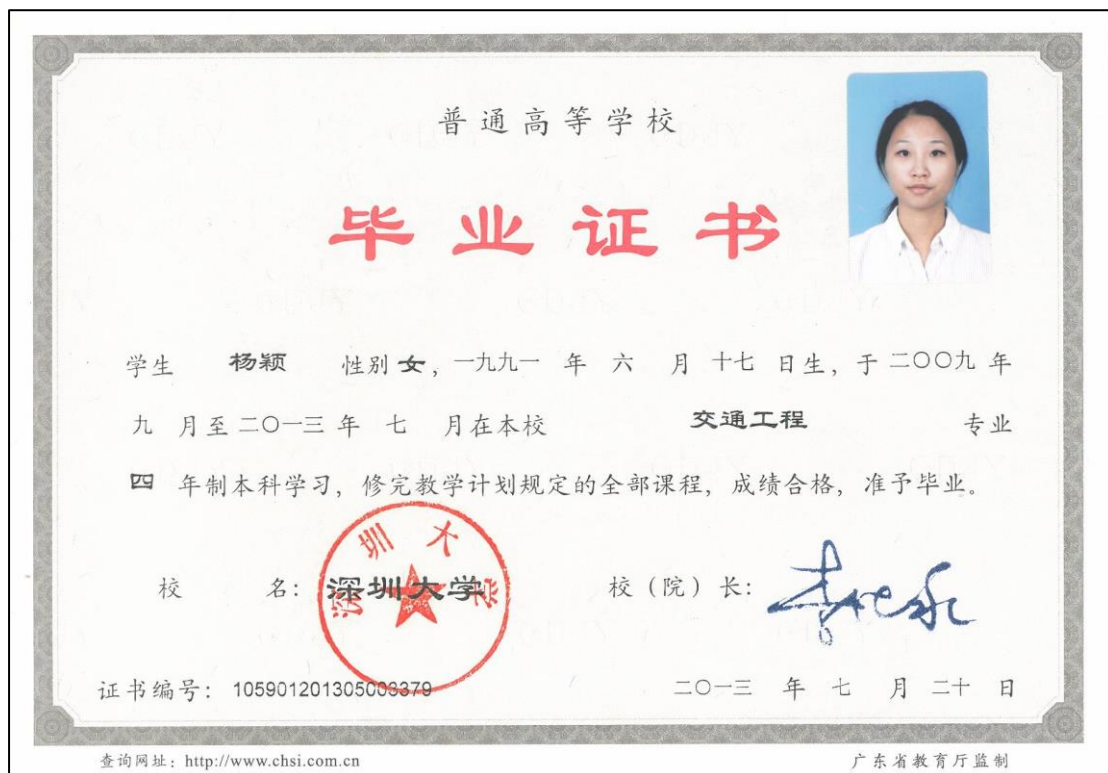 普通高等学校
毕业证书
学生 杨颖 性别 女，一九九一 年 六 月 十七 日生，于 二〇〇九 年
九 月至 二〇一三 年 七 月在本校 交通工程 专业
四 年制本科学习，修完教学计划规定的全部课程，成绩合格，准予毕业。
深圳大学
校 名：深圳大学 校（院）长：
证书编号：105901201305003379 二〇一三 年 七 月 二十 日
查询网址：http://www.chsi.com.cn 广东省教育厅监制